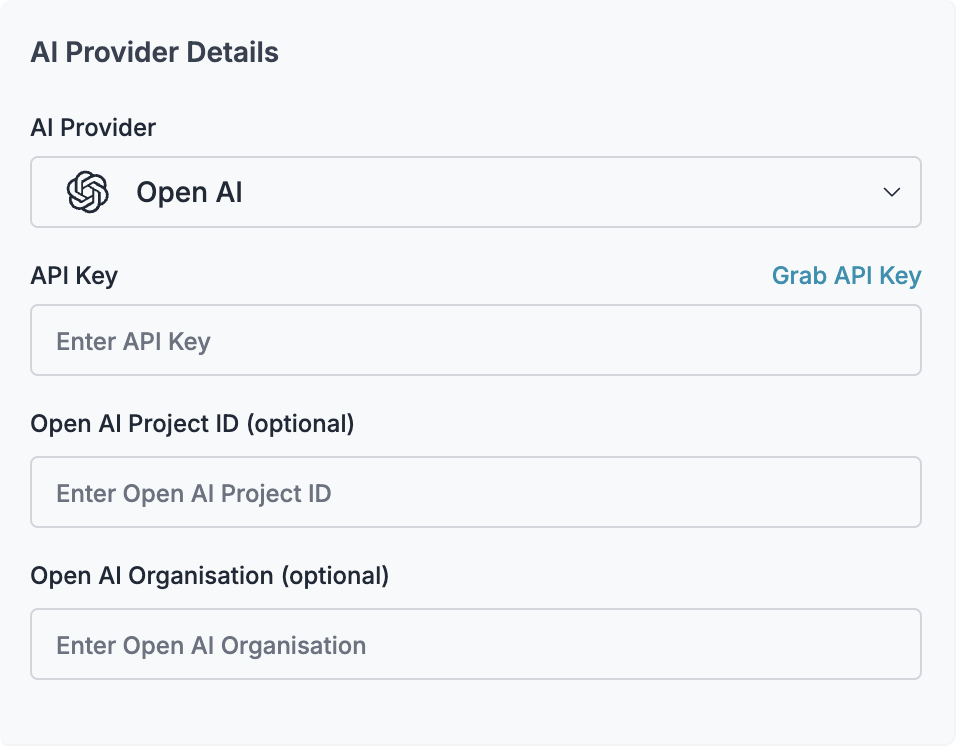 AI Provider Details
AI Provider
Open AI
API Key
Grab API Key
Enter API Key
Open AI Project ID (optional)
Enter Open AI Project ID
Open AI Organisation (optional)
Enter Open AI Organisation